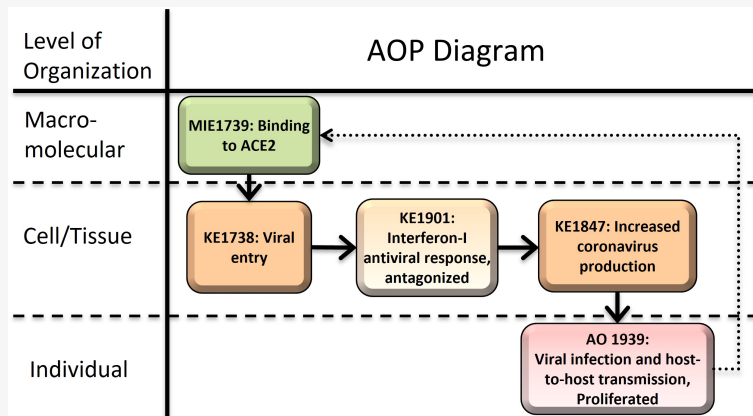 Level of
Organization
AOP Diagram
Macro-
molecular
MIE1739: Binding
to ACE2
Cell/Tissue
KE1738: Viral
entry
KE1901:
Interferon-I
antiviral response,
antagonized
KE1847: Increased
coronavirus
production
Individual
AO 1939:
Viral infection and host-
to-host transmission,
Proliferated